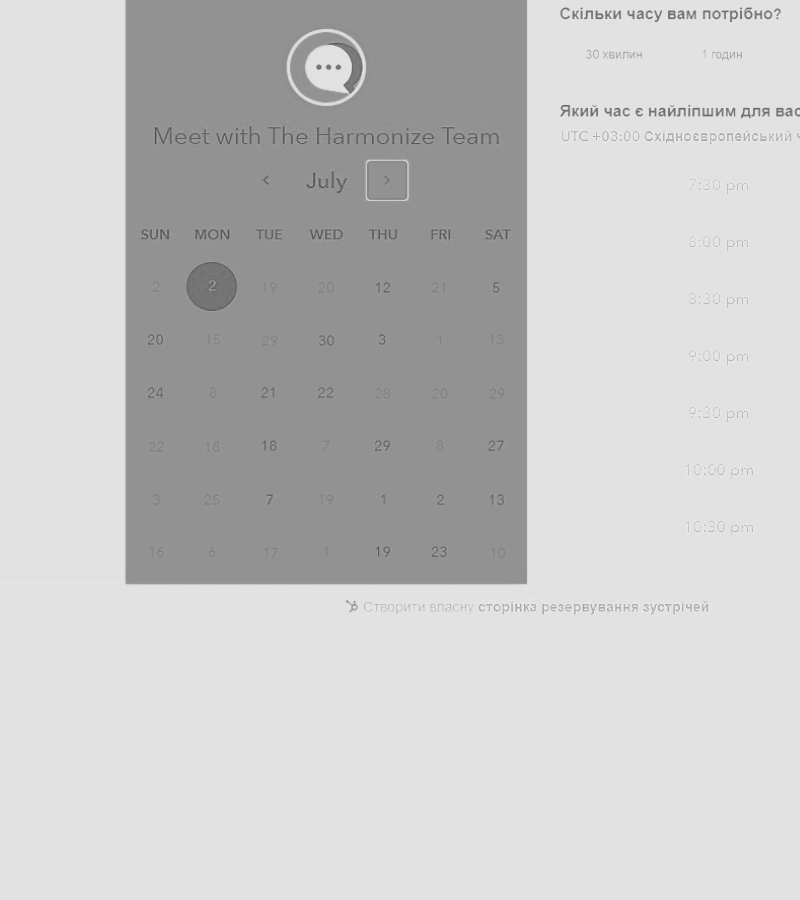 Meet with The Harmonize Team
July
SUN MON TUE WED THU FRI SAT
2 2 19 20 12 21 5
20 15 29 30 3 1 13
24 8 21 22 28 20 29
22 18 18 7 29 8 27
3 25 7 19 1 2 13
16 6 17 1 19 23 10
Скільки часу вам потрібно?
30 хвилин 1 годин
Який час є найліпшим для вас
UTC +03:00 Східноєвропейський ч
7:30 pm
8:00 pm
8:30 pm
9:00 pm
9:30 pm
10:00 pm
10:30 pm
Створити власну сторінка резервування зустрічей